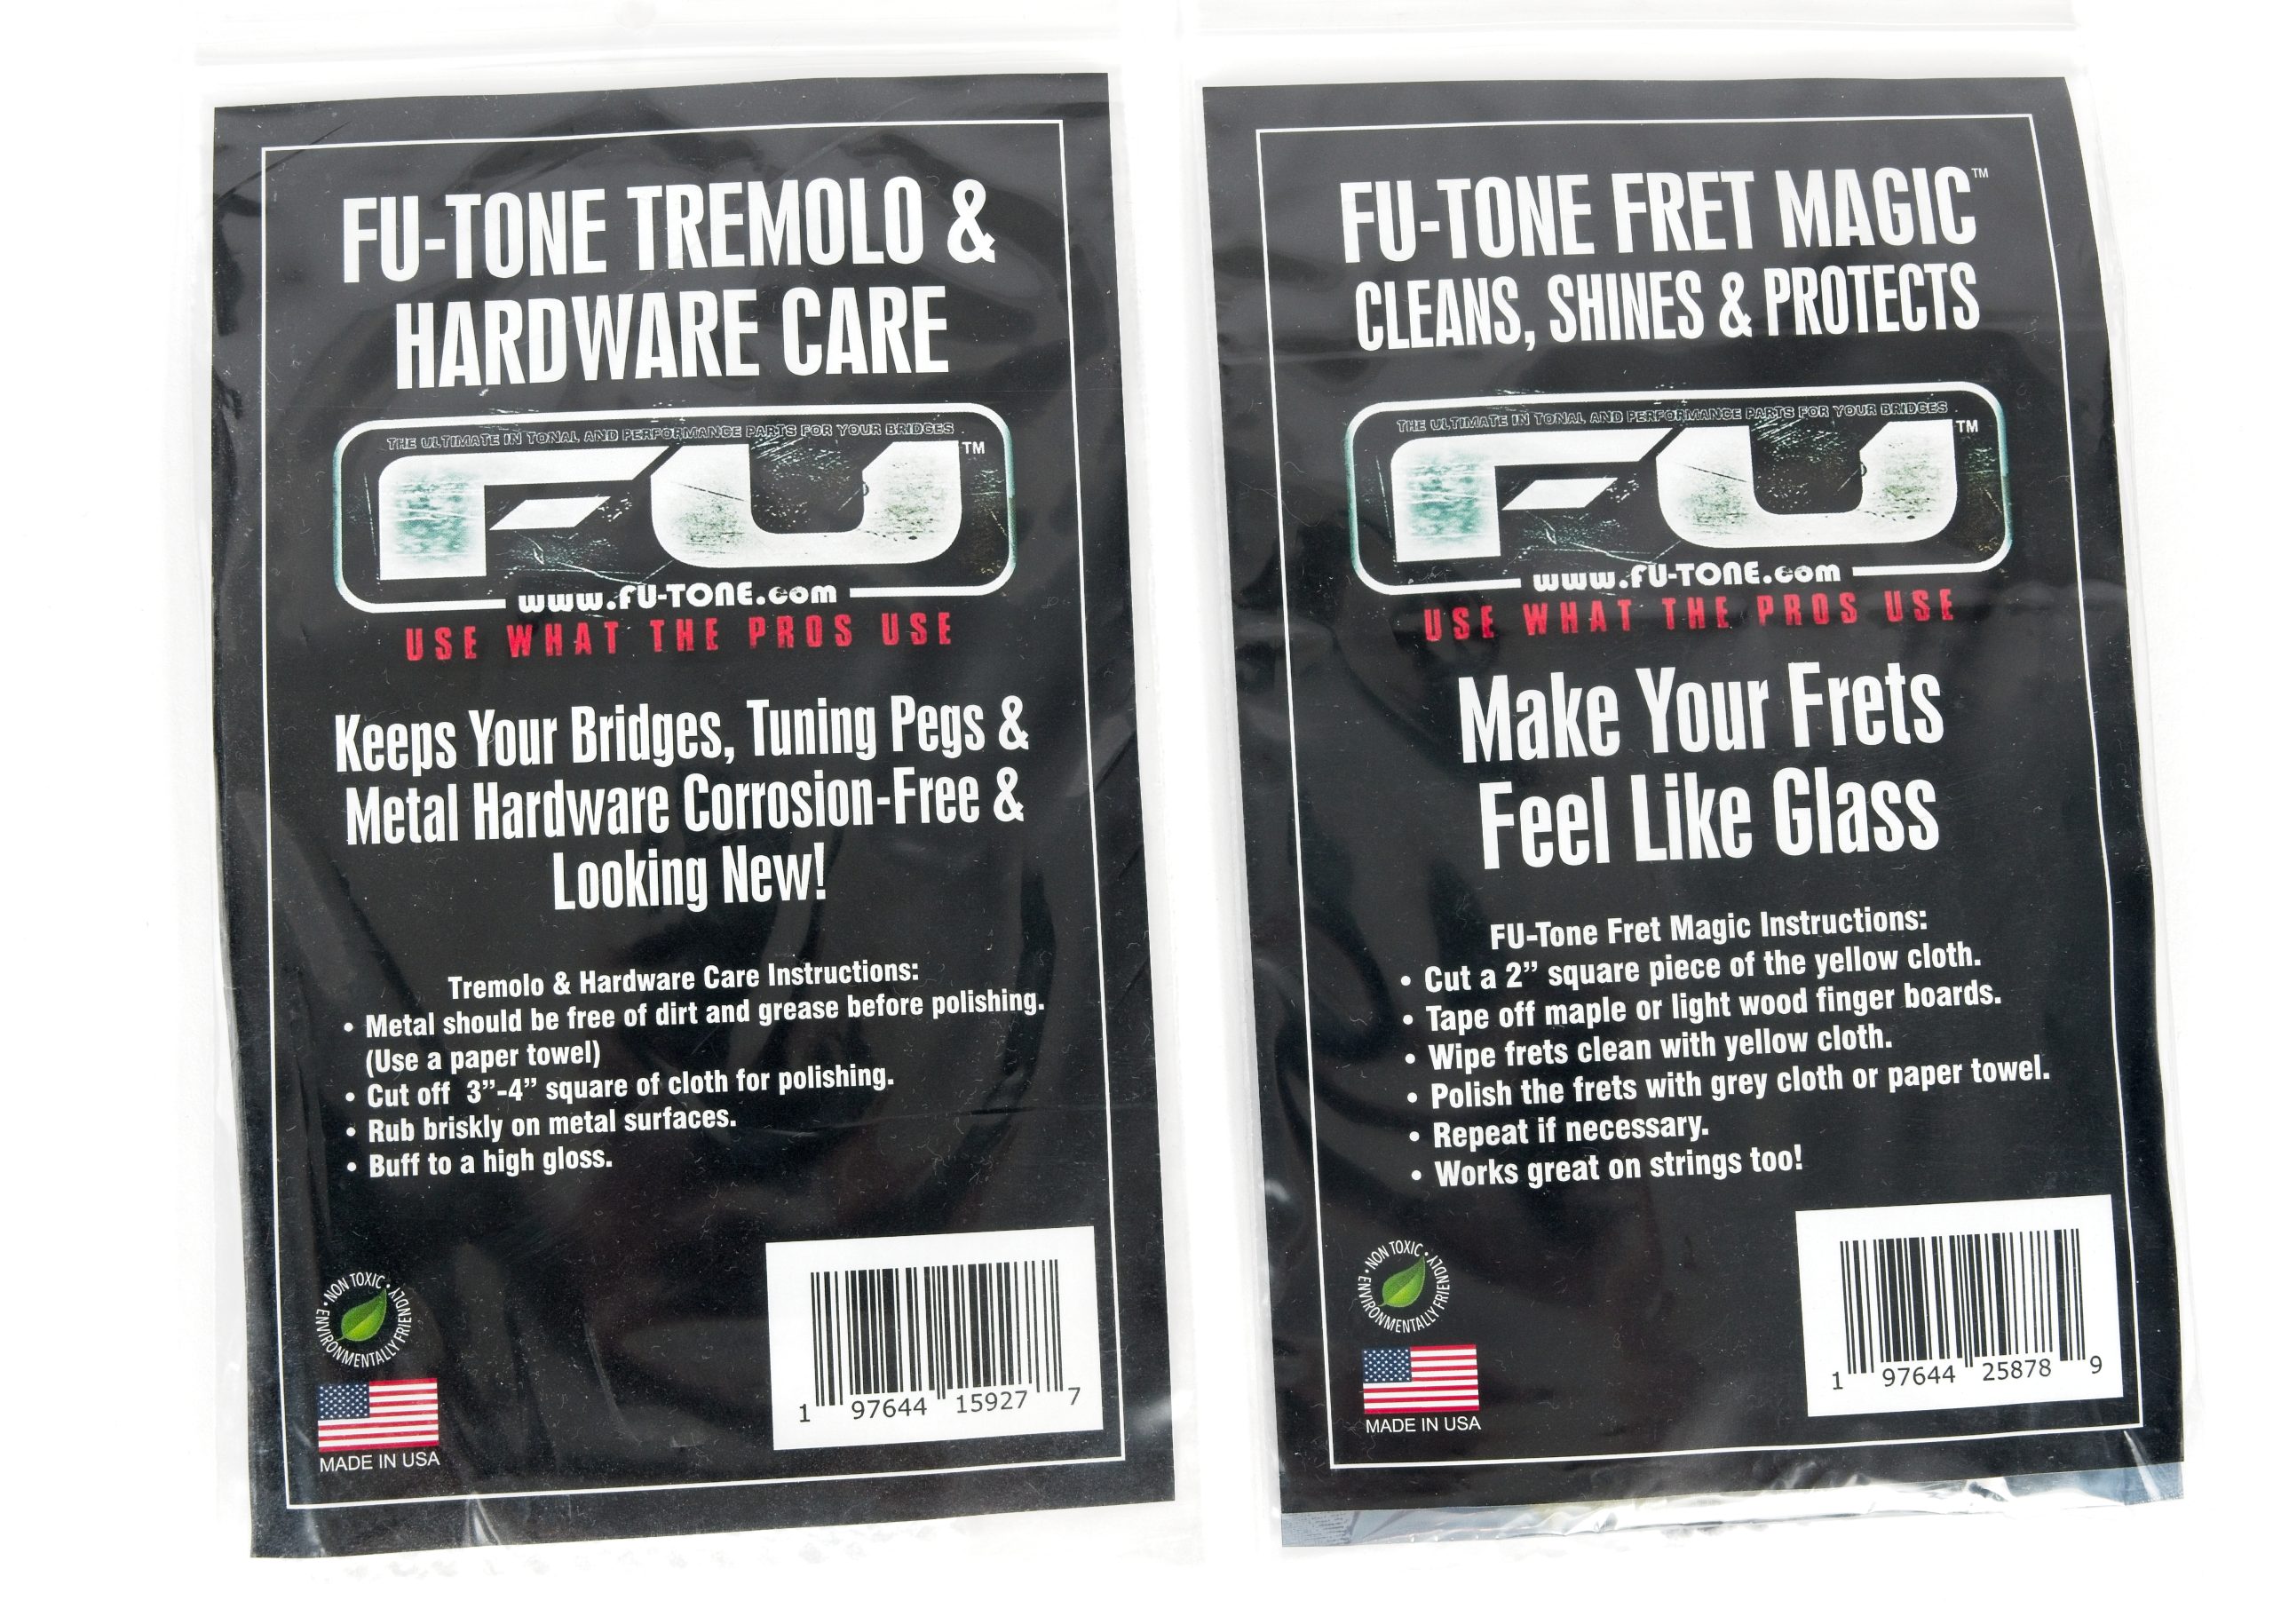 FU-TONE TREMOLO &
HARDWARE CARE
THE ULTIMATE IN TONAL AND PERFORMANCE PARTS FOR YOUR BRIDGES
FU™
www.FU-TONE.com
USE WHAT THE PROS USE
Keeps Your Bridges, Tuning Pegs &
Metal Hardware Corrosion-Free &
Looking New!
Tremolo & Hardware Care Instructions:
• Metal should be free of dirt and grease before polishing.
(Use a paper towel)
• Cut off 3”-4” square of cloth for polishing.
• Rub briskly on metal surfaces.
• Buff to a high gloss.
• NON TOXIC • ENVIRONMENTALLY FRIENDLY
MADE IN USA
1 97644 15927 7
FU-TONE FRET MAGIC™
CLEANS, SHINES & PROTECTS
THE ULTIMATE IN TONAL AND PERFORMANCE PARTS FOR YOUR BRIDGES
FU™
www.FU-TONE.com
USE WHAT THE PROS USE
Make Your Frets
Feel Like Glass
FU-Tone Fret Magic Instructions:
• Cut a 2” square piece of the yellow cloth.
• Tape off maple or light wood finger boards.
• Wipe frets clean with yellow cloth.
• Polish the frets with grey cloth or paper towel.
• Repeat if necessary.
• Works great on strings too!
• NON TOXIC • ENVIRONMENTALLY FRIENDLY
MADE IN USA
1 97644 25878 9